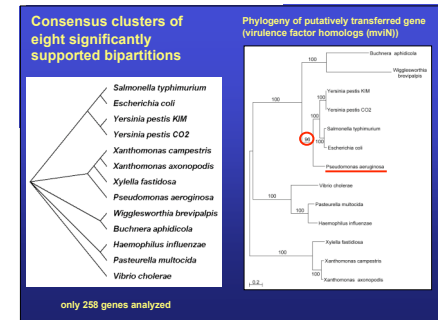 Consensus clusters of
eight significantly
supported bipartitions
Salmonella typhimurium
Escherichia coli
Yersinia pestis KIM
Yersinia pestis CO2
Xanthomonas campestris
Xanthomonas axonopodis
Xylella fastidosa
Pseudomonas aeroginosa
Wigglesworthia brevipalpis
Buchnera aphidicola
Haemophilus influenzae
Pasteurella multocida
Vibrio cholerae
only 258 genes analyzed
Phylogeny of putatively transferred gene
(virulence factor homologs (mviN))
Buchnera aphidicola
100
Wigglesworthia
brevipalpis
100
Yersinia pestis KIM
100
Yersinia pestis CO2
100
Salmonella typhimurium
100
Escherichia coli
96
Pseudomonas aeruginosa
Vibrio cholerae
100
Pasteurella multocida
100
Haemophilus influenzae
Xylella fastidiosa
100
Xanthomonas campestris
100
Xanthomonas axonopodis
0.2